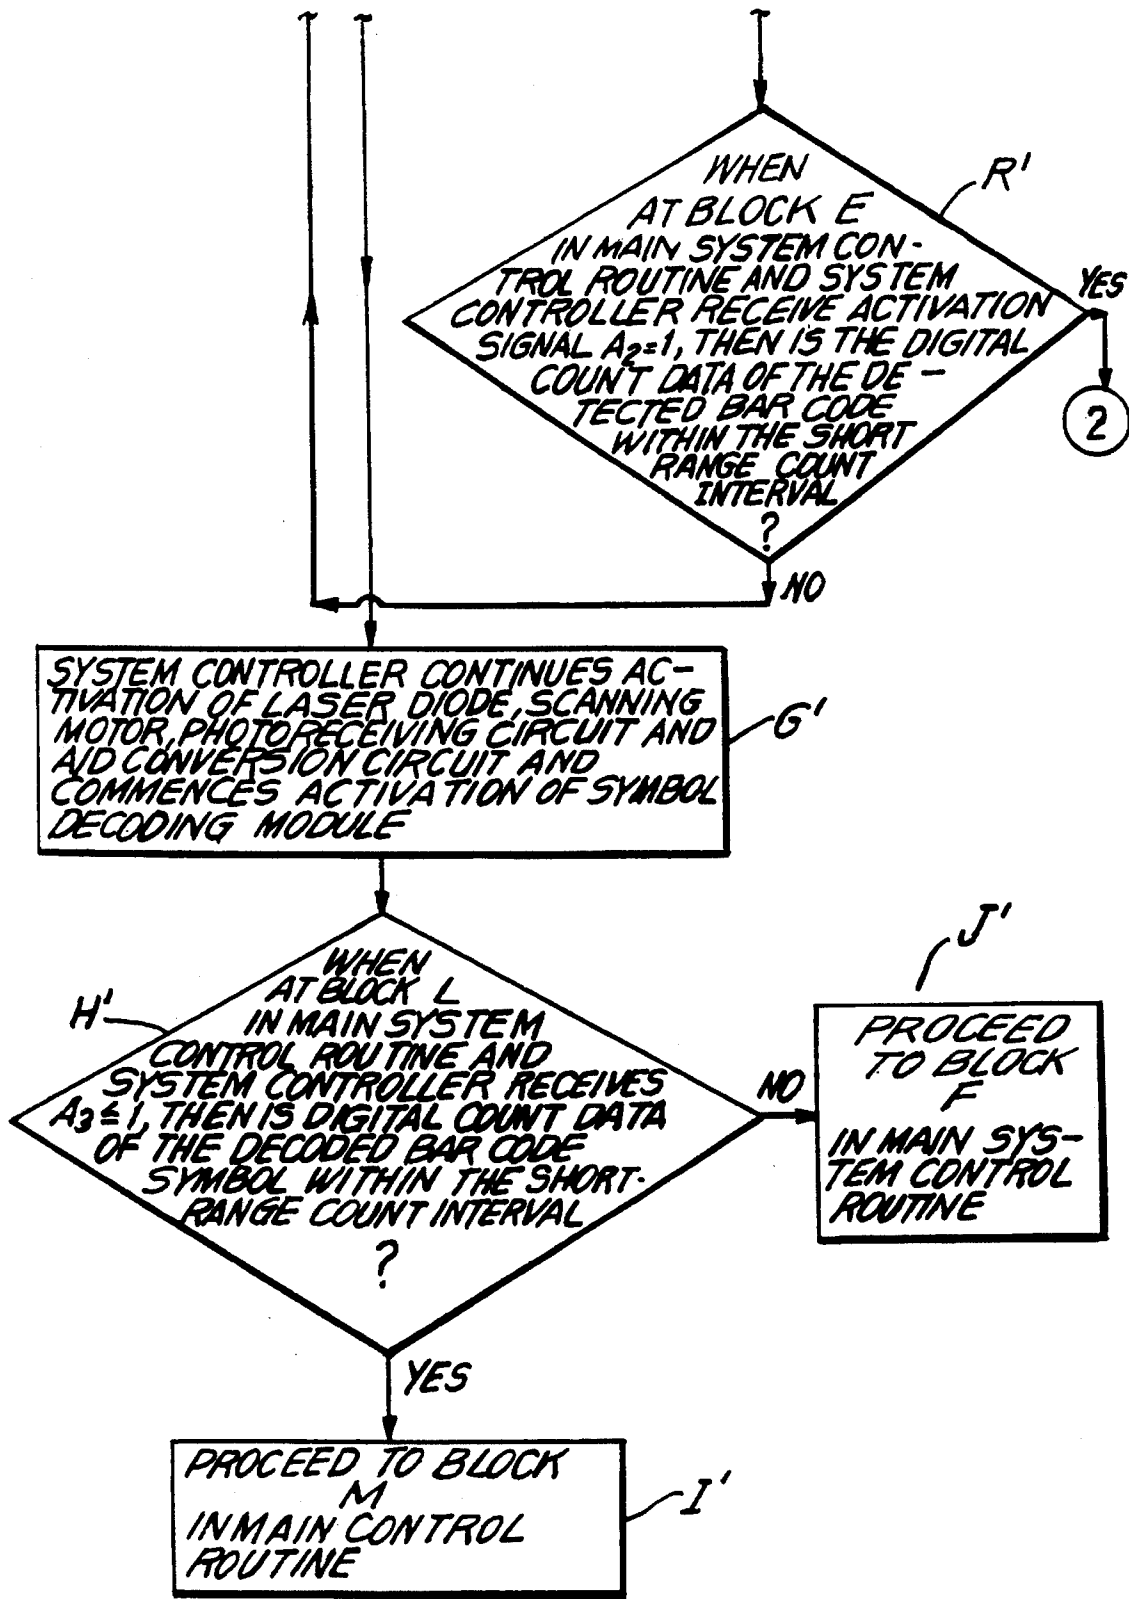 WHEN
AT BLOCK E
IN MAIN SYSTEM CON-
TROL ROUTINE AND SYSTEM
CONTROLLER RECEIVE ACTIVATION
SIGNAL A2=1, THEN IS THE DIGITAL
COUNT DATA OF THE DE-
TECTED BAR CODE
WITHIN THE SHORT
RANGE COUNT
INTERVAL
?
R'
YES
2
NO
SYSTEM CONTROLLER CONTINUES AC-
TIVATION OF LASER DIODE, SCANNING
MOTOR, PHOTORECEIVING CIRCUIT AND
A/D CONVERSION CIRCUIT AND
COMMENCES ACTIVATION OF SYMBOL
DECODING MODULE
G'
WHEN
AT BLOCK L
IN MAIN SYSTEM
CONTROL ROUTINE AND
SYSTEM CONTROLLER RECEIVES
A3≤1, THEN IS DIGITAL COUNT DATA
OF THE DECODED BAR CODE
SYMBOL WITHIN THE SHORT-
RANGE COUNT INTERVAL
?
H'
NO
J'
PROCEED
TO BLOCK
F
IN MAIN SYS-
TEM CONTROL
ROUTINE
YES
PROCEED TO BLOCK
M
IN MAIN CONTROL
ROUTINE
I'